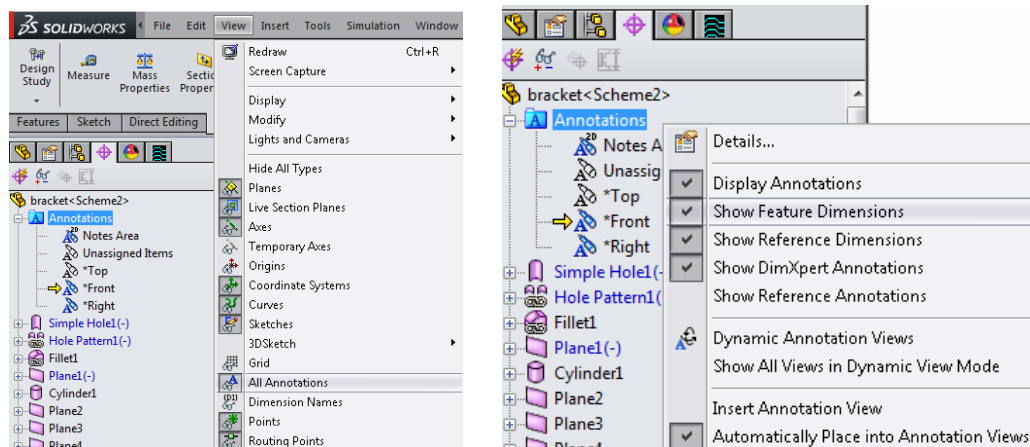 SOLIDWORKS File Edit View Insert Tools Simulation Window
Design
Study
Measure
Mass
Properties
Features Sketch Direct Editing
bracket<Scheme2>
Annotations
Notes Area
Unassigned Items
*Top
*Front
*Right
Simple Hole1(-)
Hole Pattern1(-)
Fillet1
Plane1(-)
Cylinder1
Plane2
Plane3
Redraw Ctrl+R
Screen Capture
Display
Modify
Lights and Cameras
Hide All Types
Planes
Live Section Planes
Axes
Temporary Axes
Origins
Coordinate Systems
Curves
Sketches
3DSketch
Grid
All Annotations
Dimension Names
Points
Routing Points
bracket<Scheme2>
Annotations
Notes A
Unassig
*Top
*Front
*Right
Simple Hole1(-
Hole Pattern1(
Fillet1
Plane1(-)
Cylinder1
Plane2
Plane3
Details...
Display Annotations
Show Feature Dimensions
Show Reference Dimensions
Show DimXpert Annotations
Show Reference Annotations
Dynamic Annotation Views
Show All Views in Dynamic View Mode
Insert Annotation View
Automatically Place into Annotation Views